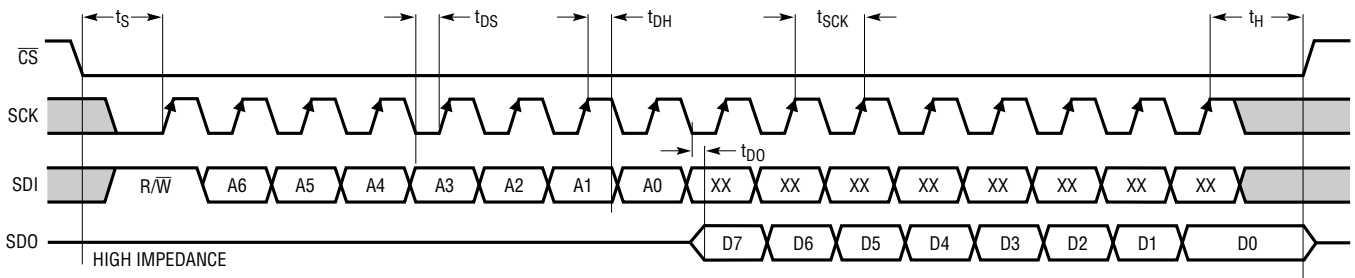 tS tDS tDH tSCK tH
C̅S̅
SCK
tDO
SDI R/W̅ A6 A5 A4 A3 A2 A1 A0 XX XX XX XX XX XX XX XX
SDO D7 D6 D5 D4 D3 D2 D1 D0
HIGH IMPEDANCE